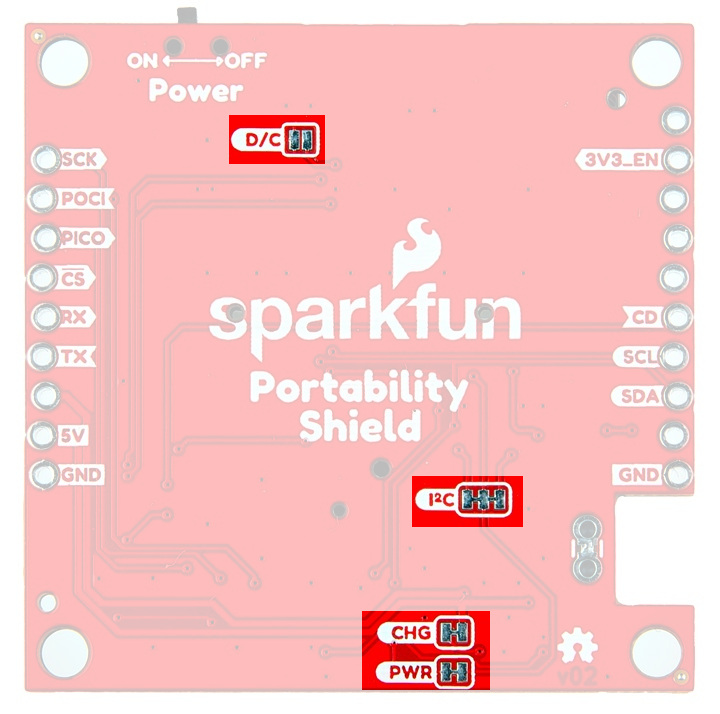 ON OFF
Power
D/C
SCK
3V3_EN
POCI
PICO
CS
sparkfun
RX
CD
TX
SCL
Portability
SDA
Shield
5V
GND
GND
I²C
CHG
PWR
v02